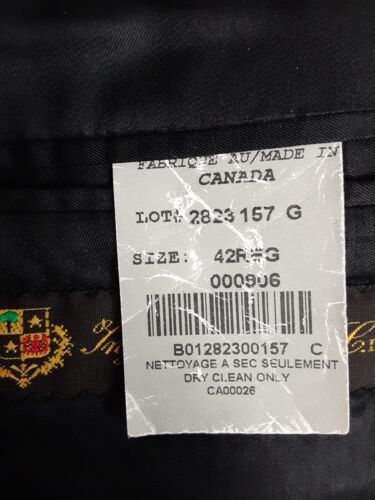 FABRIQUE AU/MADE IN
CANADA
LOT# 2823 157 G
SIZE: 42REG
000906
B01282300157 C
NETTOYAGE A SEC SEULEMENT
DRY CLEAN ONLY
CA00026